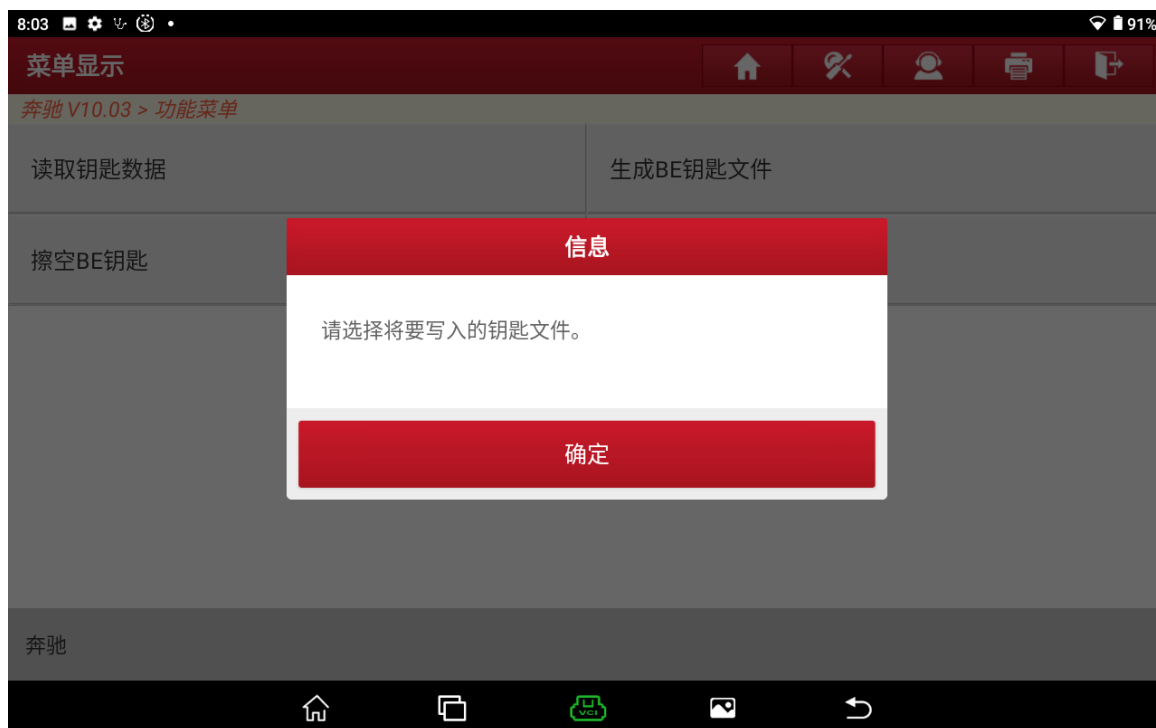 8:03
91%
菜单显示
奔驰 V10.03 > 功能菜单
读取钥匙数据
生成BE钥匙文件
擦空BE钥匙
信息
请选择将要写入的钥匙文件。
确定
奔驰
VCI